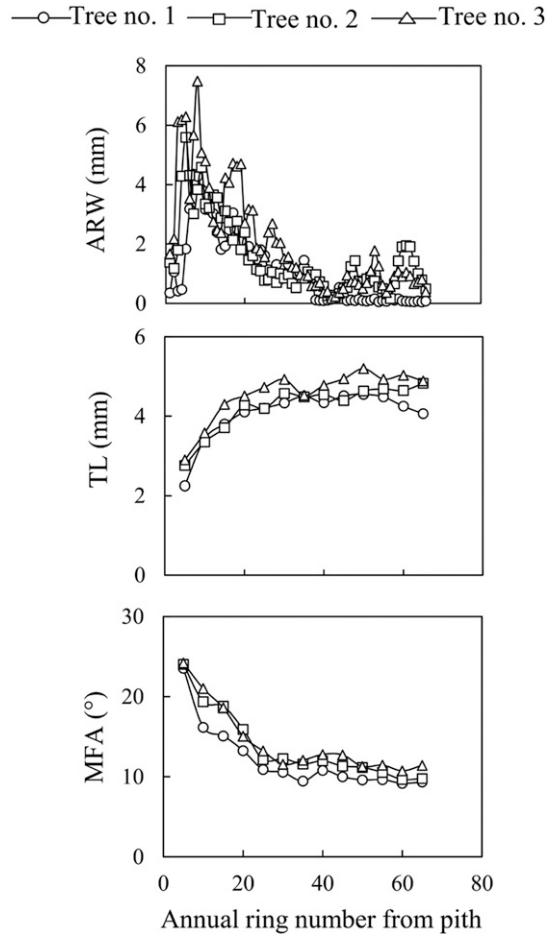 Tree no. 1 Tree no. 2 Tree no. 3
8
6
4
2
0
ARW (mm)
6
4
2
0
TL (mm)
30
20
10
0
MFA (°)
0 20 40 60 80
Annual ring number from pith